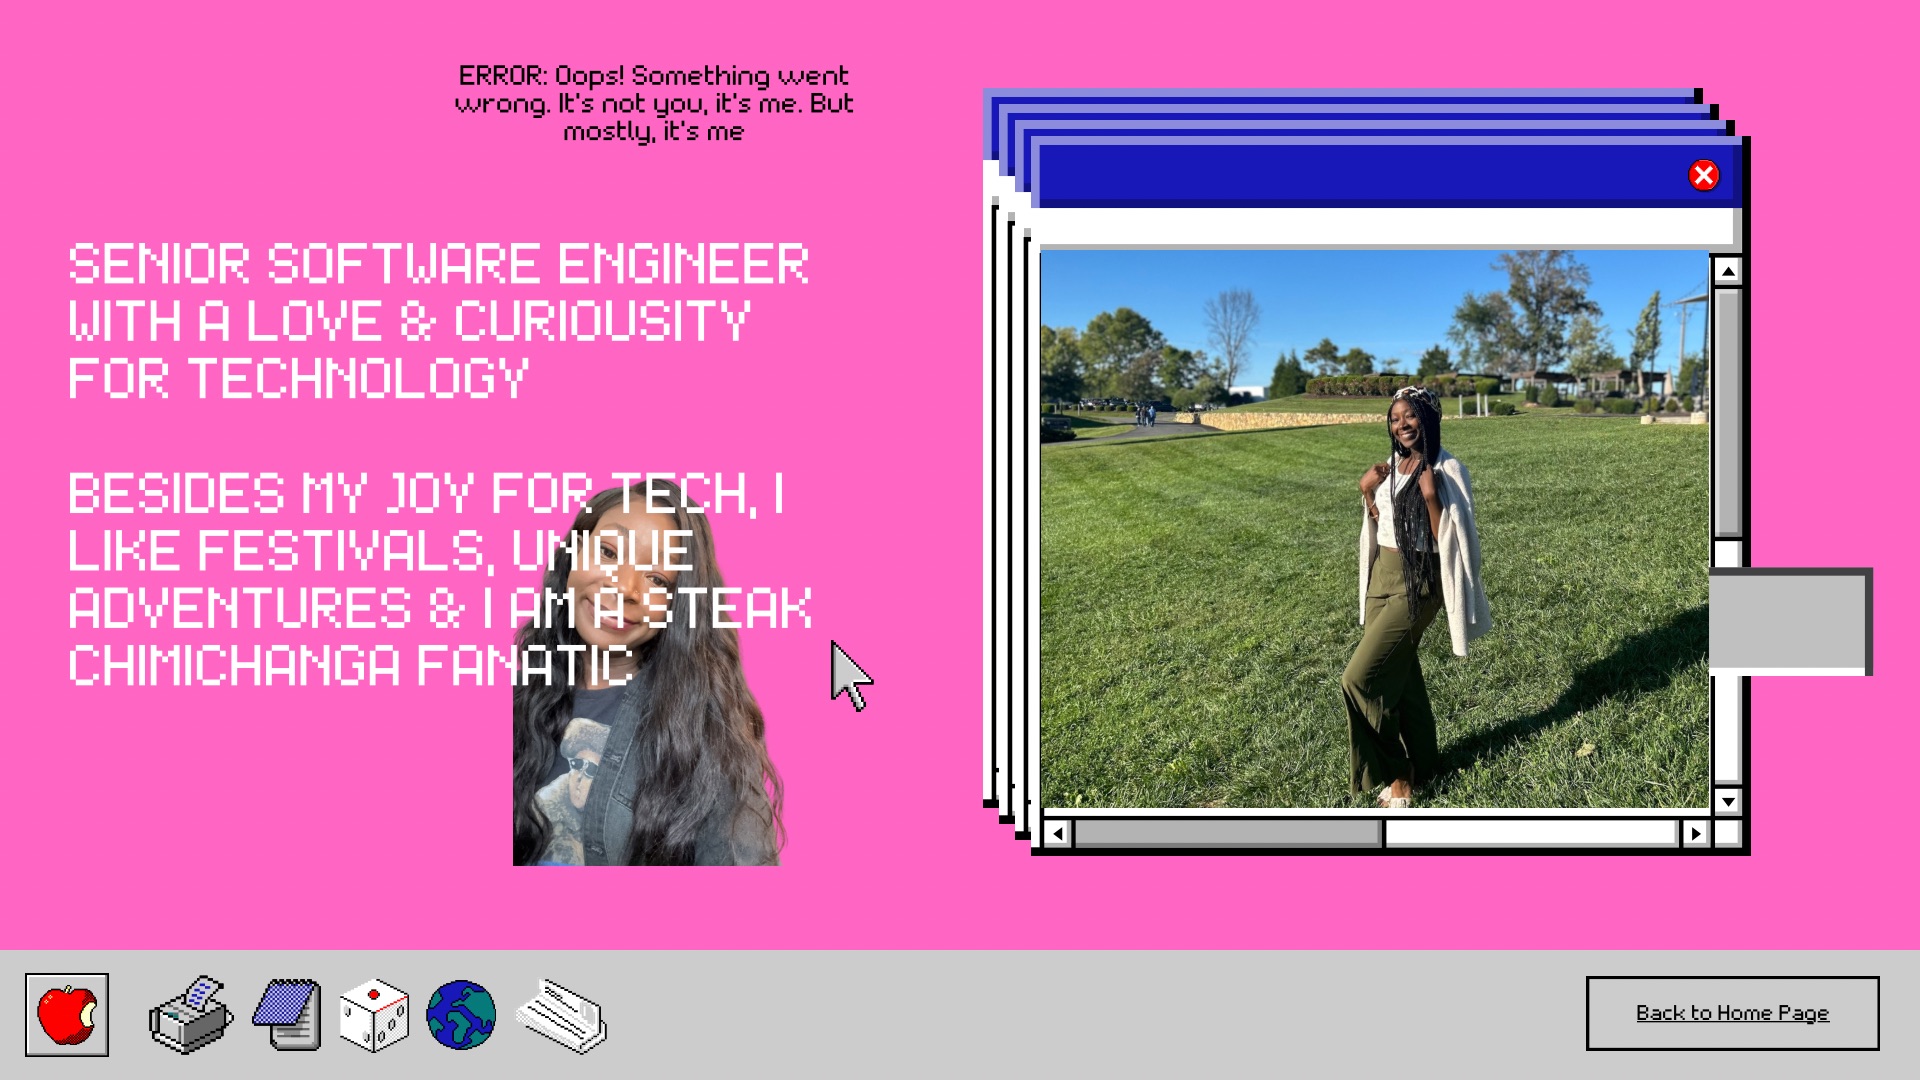 ERROR: Oops! Something went
wrong. It's not you, it's me. But
mostly, it's me
SENIOR SOFTWARE ENGINEER
WITH A LOVE & CURIOUSITY
FOR TECHNOLOGY
BESIDES MY JOY FOR TECH, I
LIKE FESTIVALS, UNIQUE
ADVENTURES & I AM A STEAK
CHIMICHANGA FANATIC
Back to Home Page